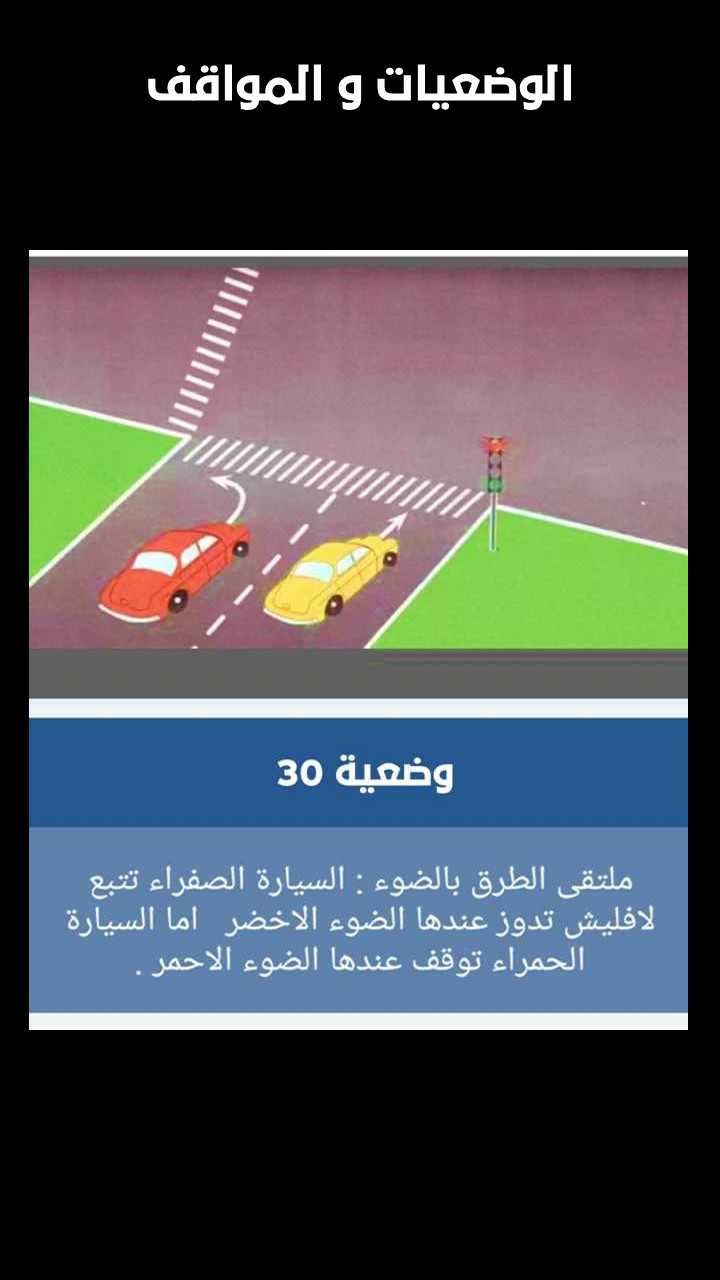 الوضعيات و المواقف
وضعية 30
ملتقى الطرق بالضوء : السيارة الصفراء تتبع
لافليش تدوز عندها الضوء الاخضر اما السيارة
الحمراء توقف عندها الضوء الاحمر .